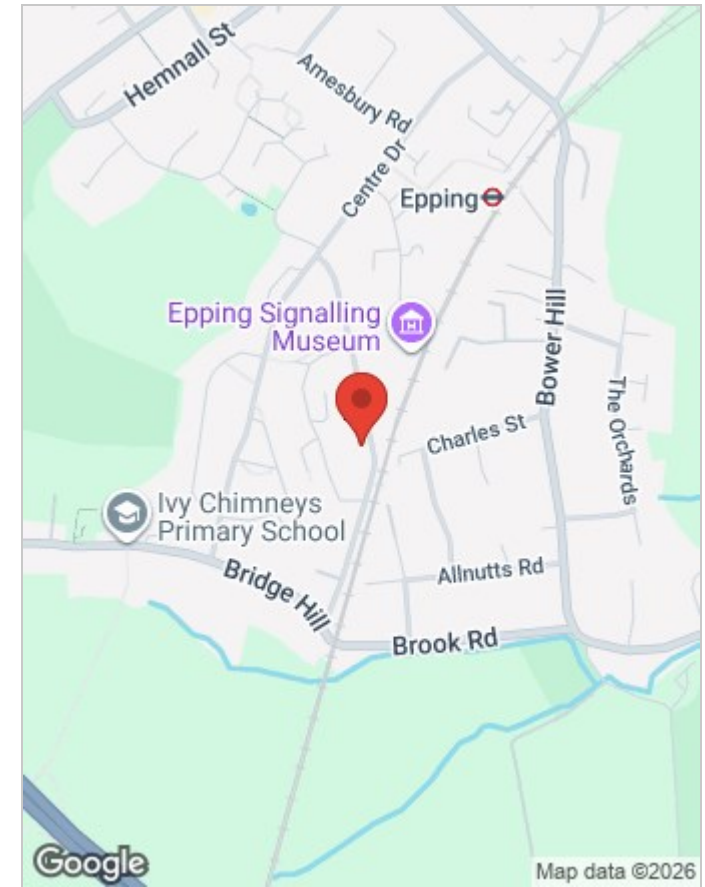 Hemnall St
Amesbury Rd
Centre Dr
Epping
Epping Signalling
Museum
Bower Hill
The Orchards
Charles St
Ivy Chimneys
Primary School
Bridge Hill
Allnutts Rd
Brook Rd
Google
Map data ©2026